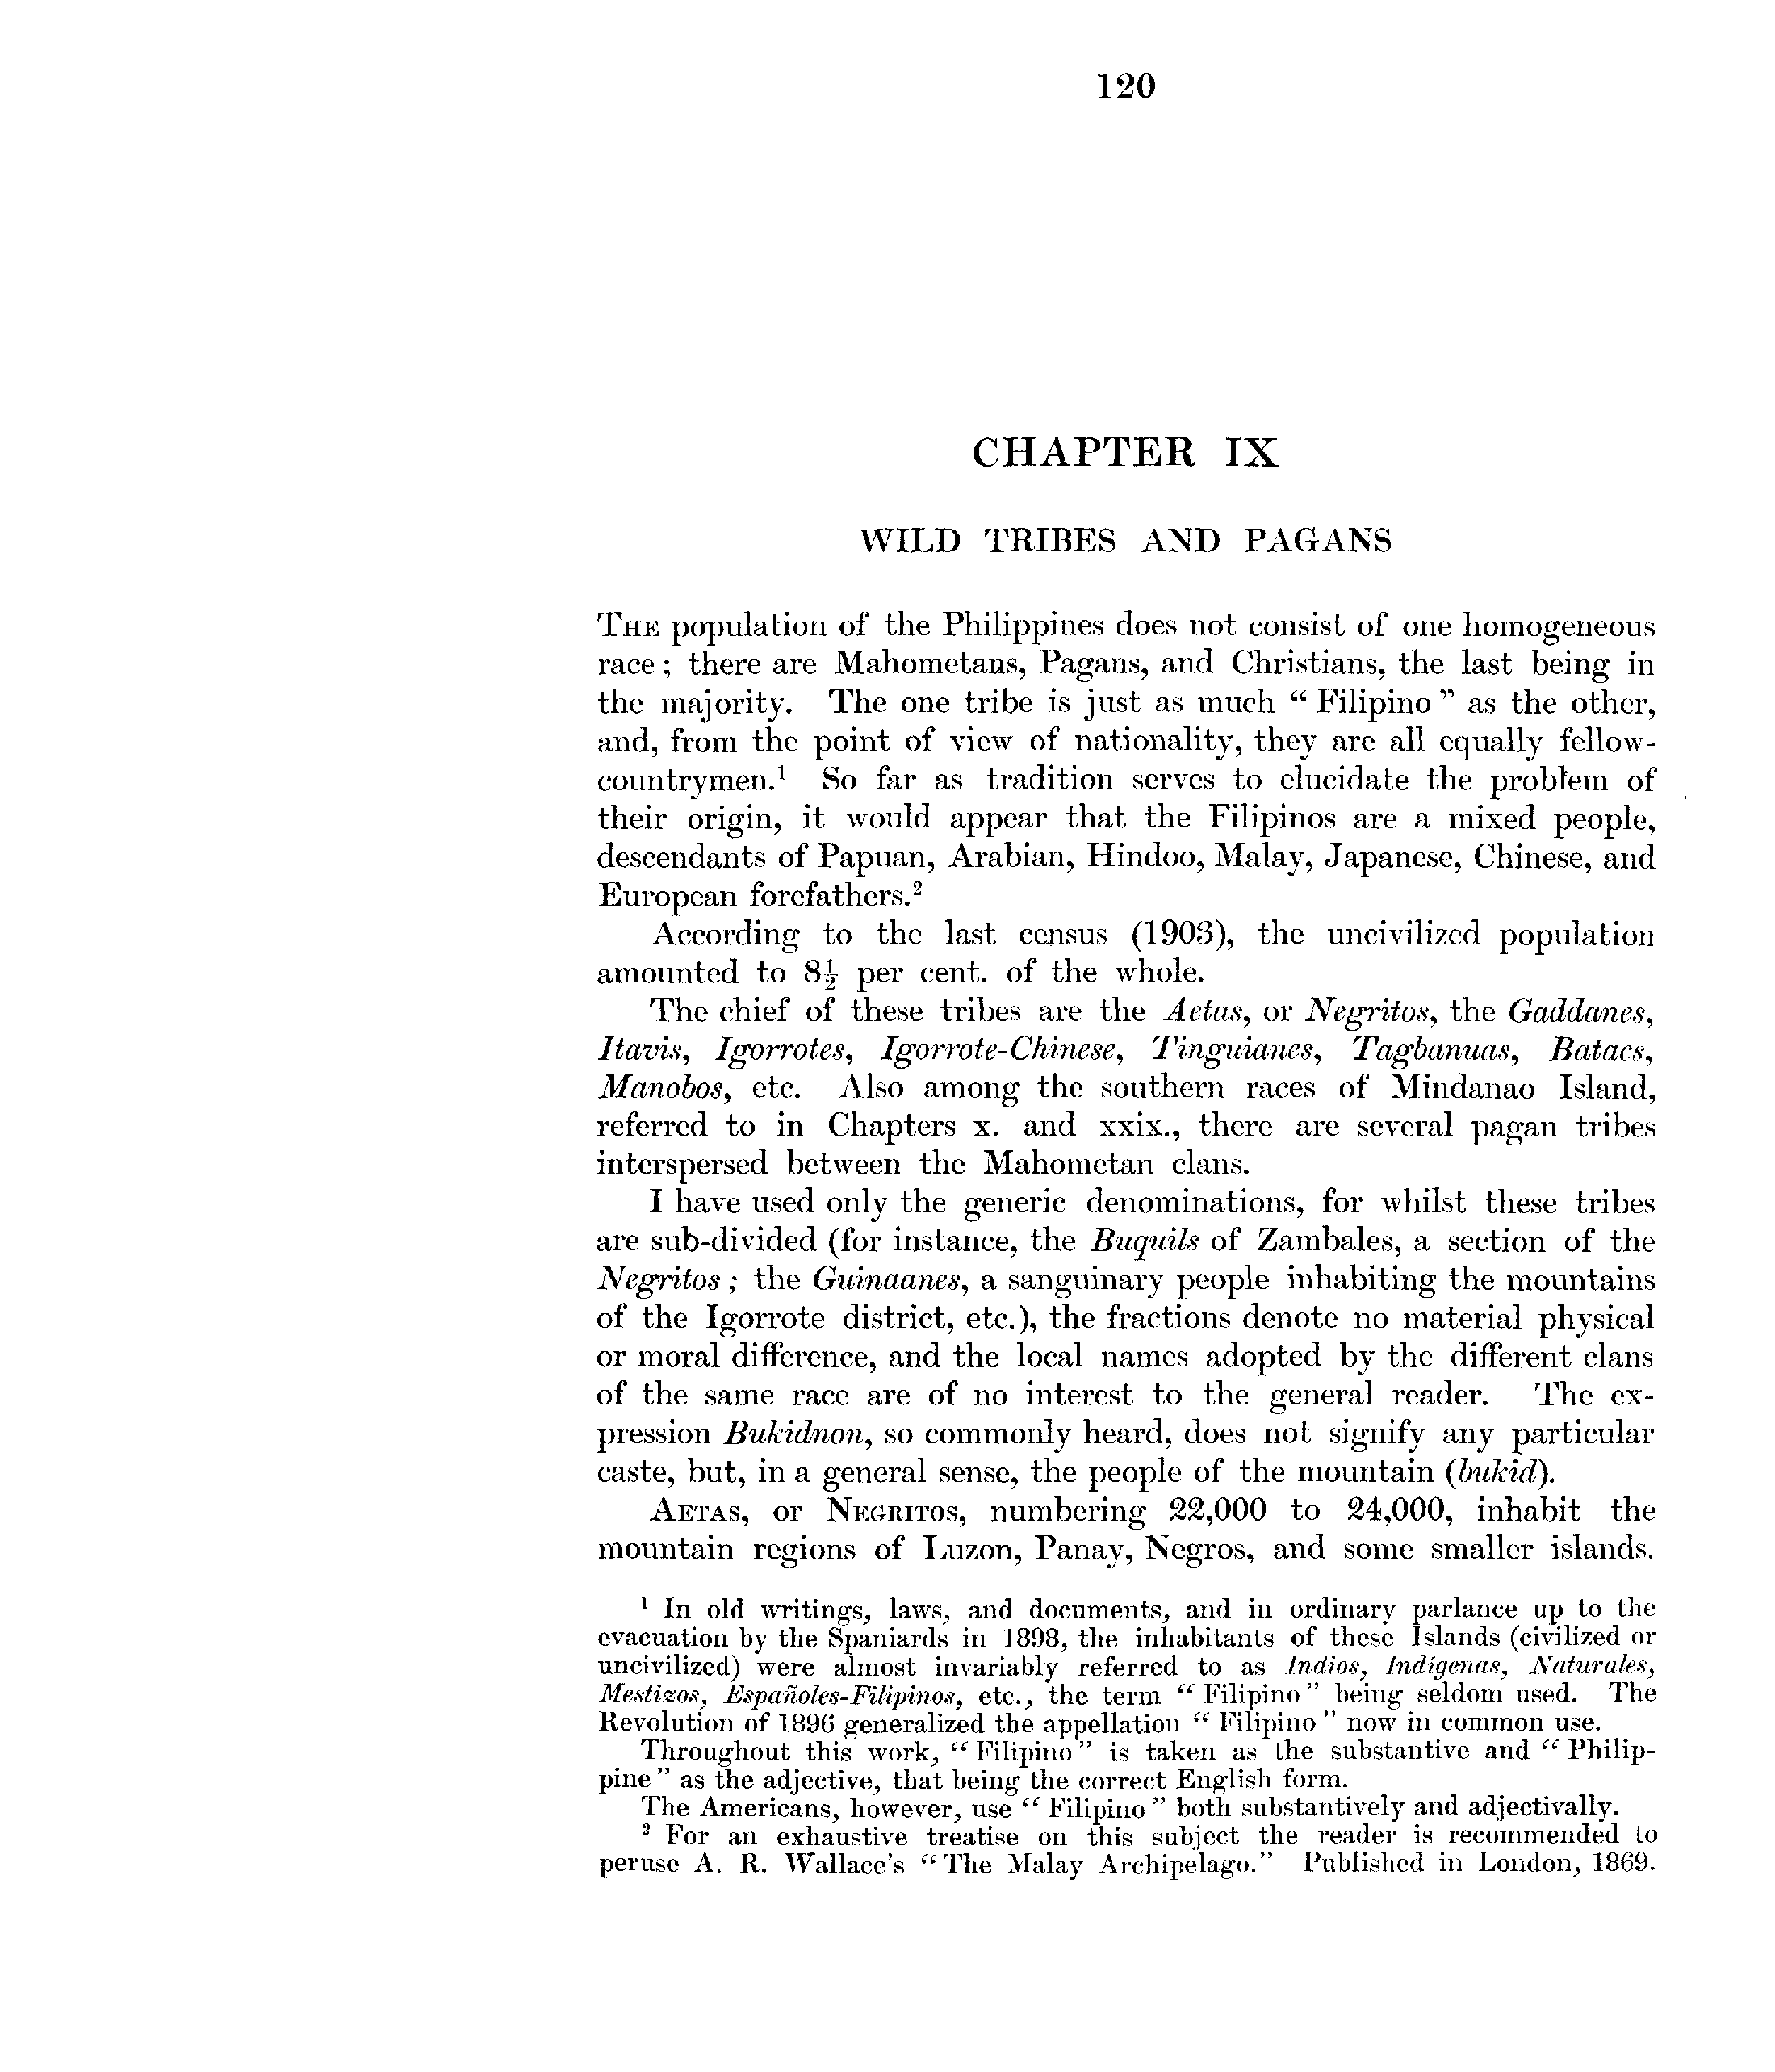 120
CHAPTER IX
WILD TRIBES AND PAGANS
THE population of the Philippines does not consist of one homogeneous
race; there are Mahometans, Pagans, and Christians, the last being in
the majority. The one tribe is just as much “Filipino” as the other,
and, from the point of view of nationality, they are all equally fellow-
countrymen.¹ So far as tradition serves to elucidate the problem of
their origin, it would appear that the Filipinos are a mixed people,
descendants of Papuan, Arabian, Hindoo, Malay, Japanese, Chinese, and
European forefathers.²
According to the last census (1903), the uncivilized population
amounted to 8½ per cent. of the whole.
The chief of these tribes are the Aetas, or Negritos, the Gaddanes,
Itavis, Igorrotes, Igorrote-Chinese, Tinguianes, Tagbanuas, Batacs,
Manobos, etc. Also among the southern races of Mindanao Island,
referred to in Chapters x. and xxix., there are several pagan tribes
interspersed between the Mahometan clans.
I have used only the generic denominations, for whilst these tribes
are sub-divided (for instance, the Buquils of Zambales, a section of the
Negritos; the Guinaanes, a sanguinary people inhabiting the mountains
of the Igorrote district, etc.), the fractions denote no material physical
or moral difference, and the local names adopted by the different clans
of the same race are of no interest to the general reader. The ex-
pression Bukidnon, so commonly heard, does not signify any particular
caste, but, in a general sense, the people of the mountain (bukid).
AETAS, or NEGRITOS, numbering 22,000 to 24,000, inhabit the
mountain regions of Luzon, Panay, Negros, and some smaller islands.
¹ In old writings, laws, and documents, and in ordinary parlance up to the
evacuation by the Spaniards in 1898, the inhabitants of these Islands (civilized or
uncivilized) were almost invariably referred to as Indios, Indígenas, Naturales,
Mestizos, Españoles-Filipinos, etc., the term “Filipino” being seldom used. The
Revolution of 1896 generalized the appellation “Filipino” now in common use.
Throughout this work, “Filipino” is taken as the substantive and “Philip-
pine” as the adjective, that being the correct English form.
The Americans, however, use “Filipino” both substantively and adjectivally.
² For an exhaustive treatise on this subject the reader is recommended to
peruse A. R. Wallace's “The Malay Archipelago.” Published in London, 1869.